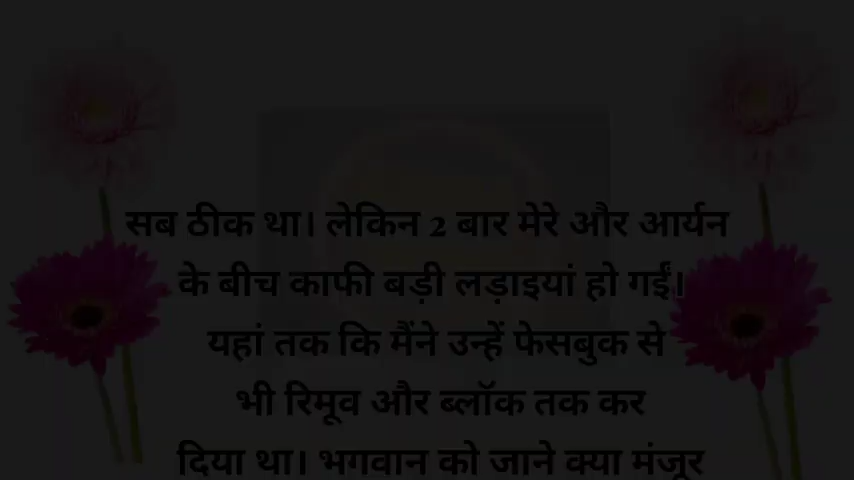 सब ठीक था। लेकिन 2 बार मेरे और आर्यन
के बीच काफी बड़ी लड़ाइयां हो गईं।
यहां तक कि मैंने उन्हें फेसबुक से
भी रिमूव और ब्लॉक तक कर
दिया था। भगवान को जाने क्या मंजूर